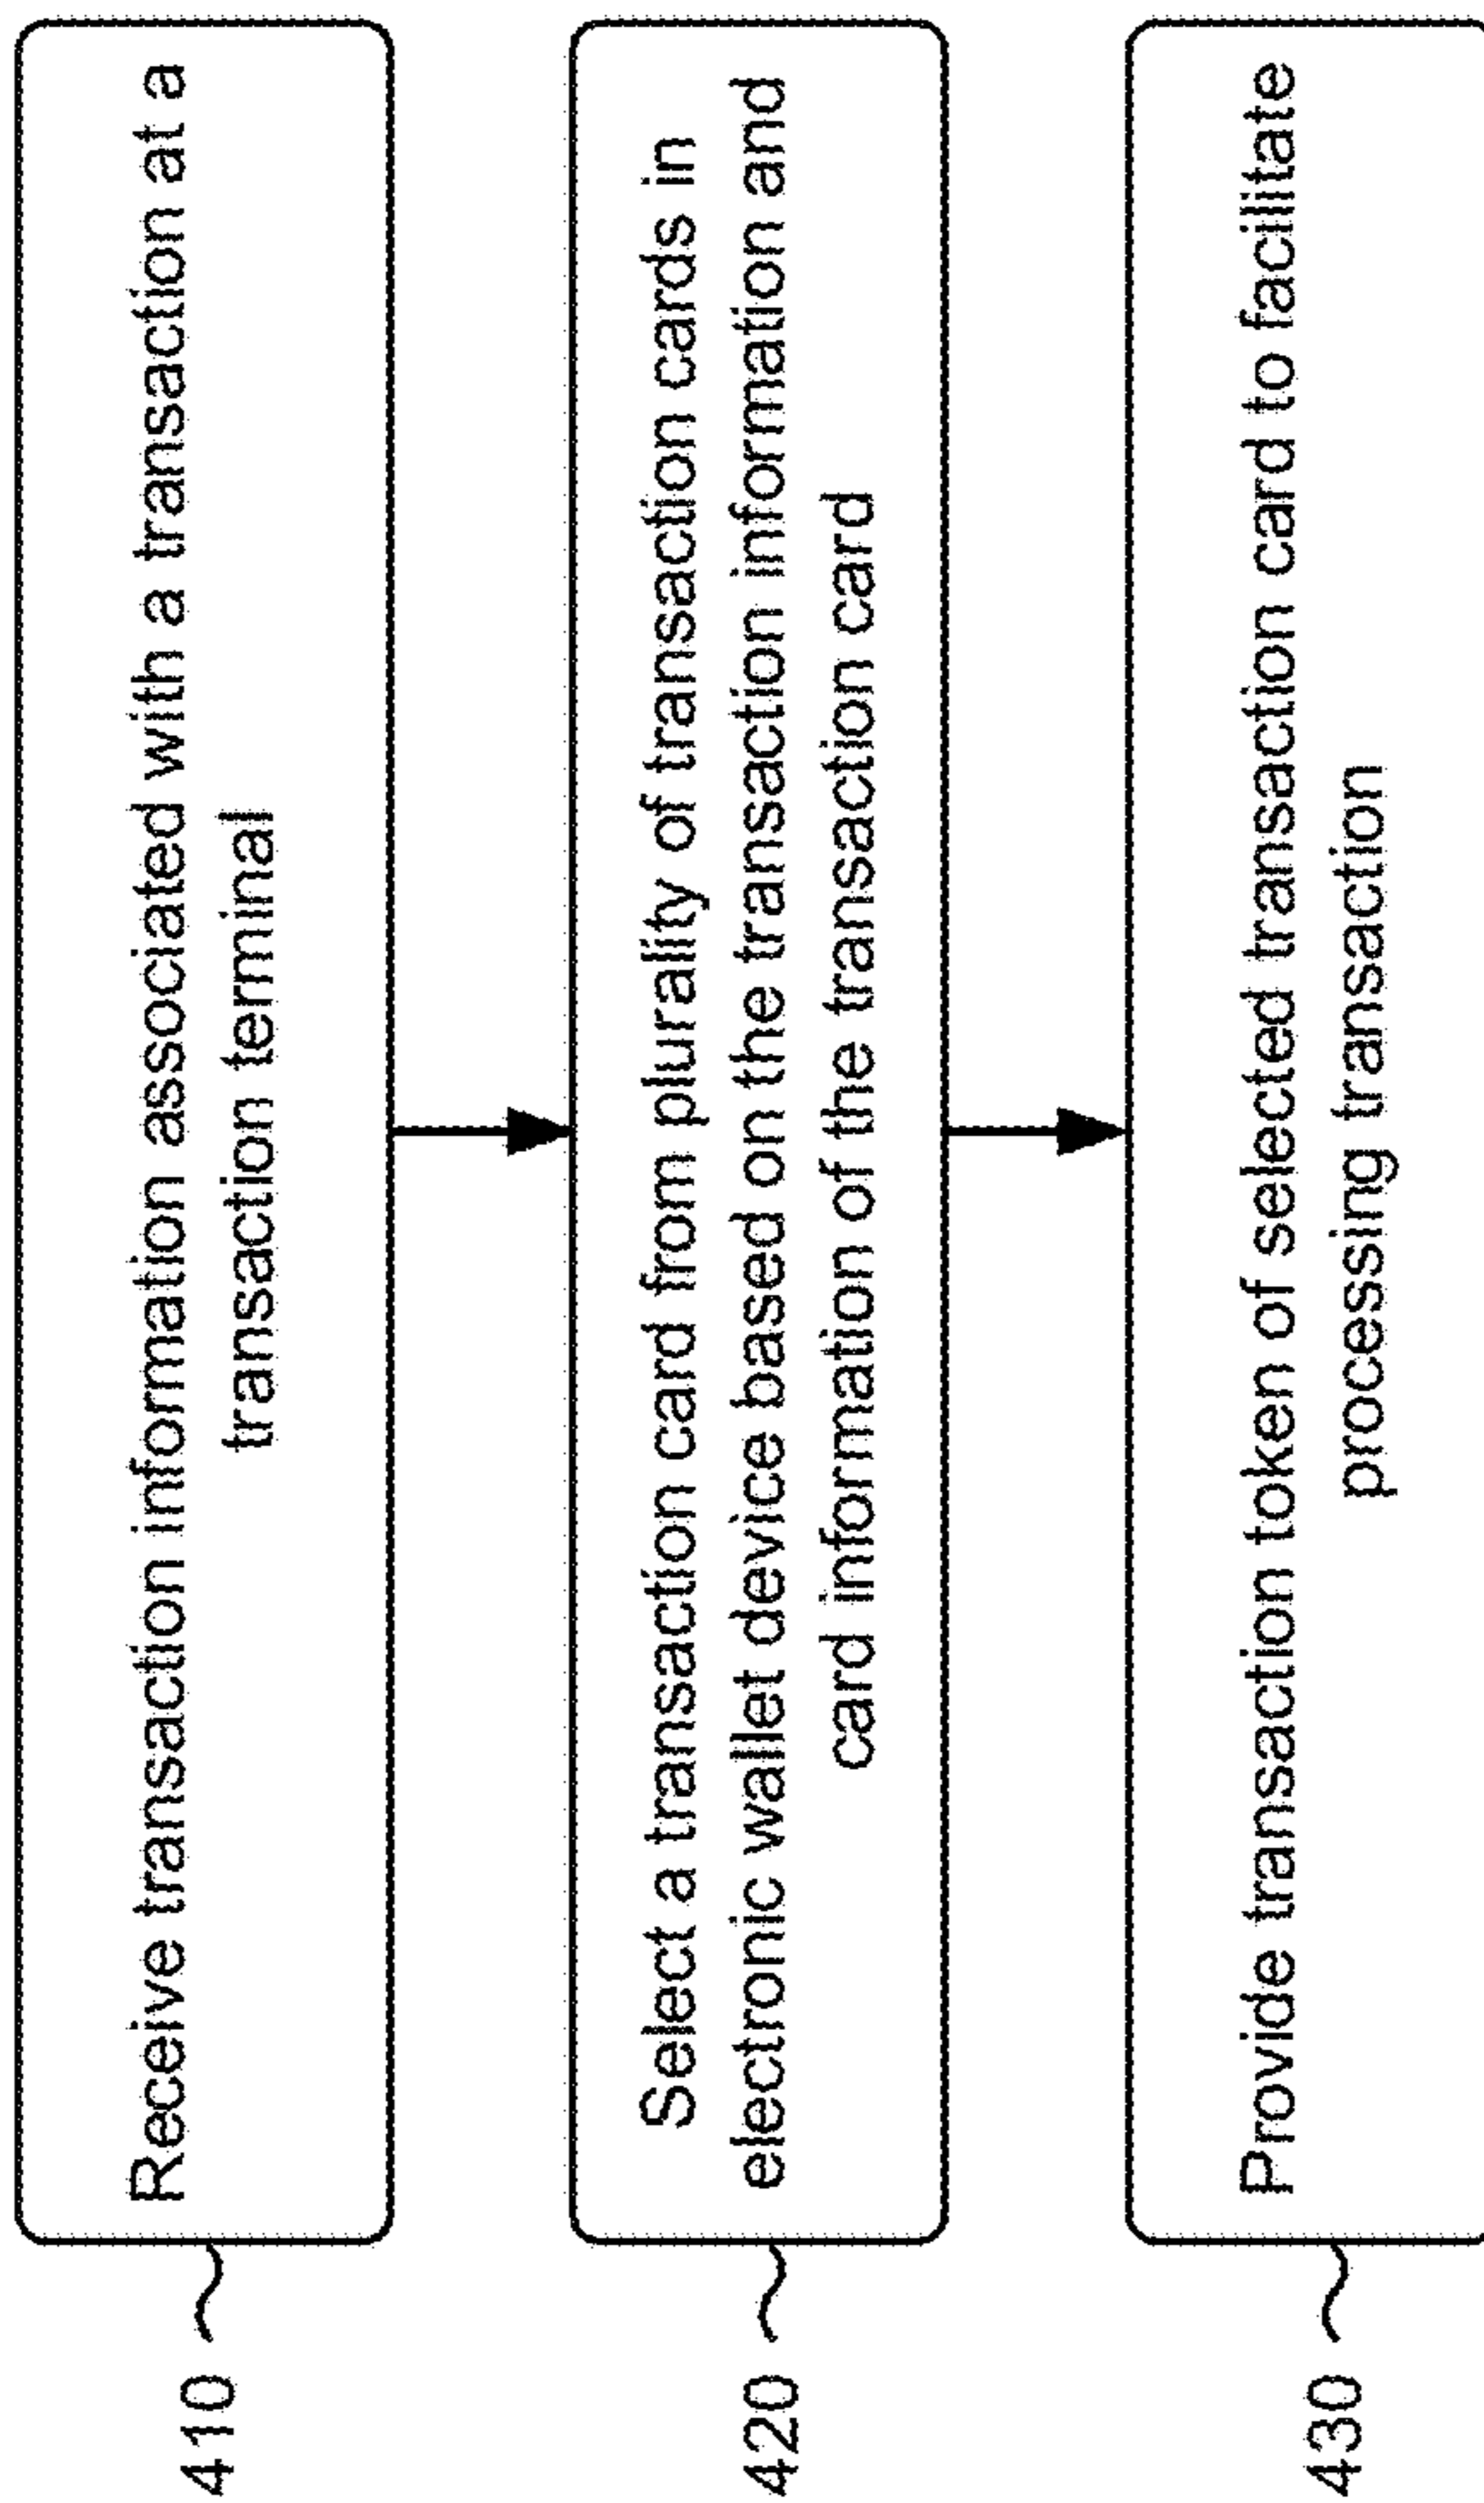 410
Receive transaction information associated with a transaction at a
transaction terminal
420
Select a transaction card from plurality of transaction cards in
electronic wallet device based on the transaction information and
card information of the transaction card
430
Provide transaction token of selected transaction card to facilitate
processing transaction